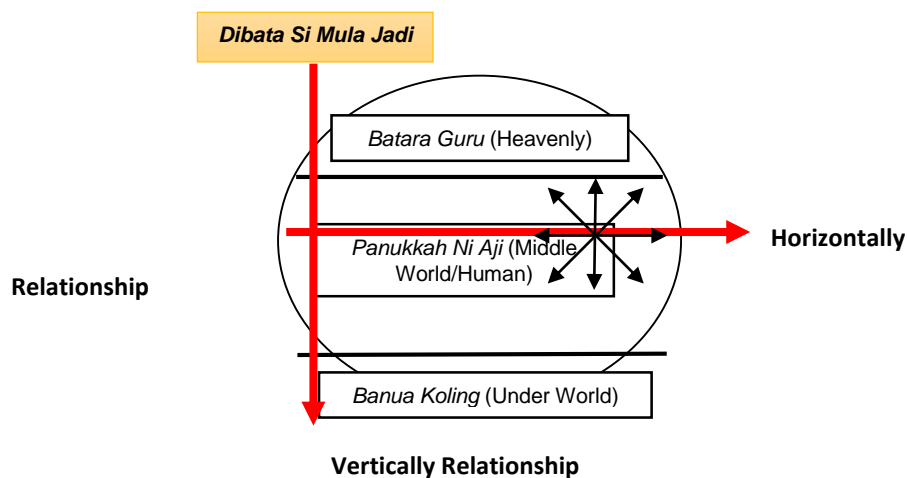 Dibata Si Mula Jadi
Batara Guru (Heavenly)
Panukkah Ni Aji (Middle
World/Human)
Horizontally
Relationship
Banua Koling (Under World)
Vertically Relationship